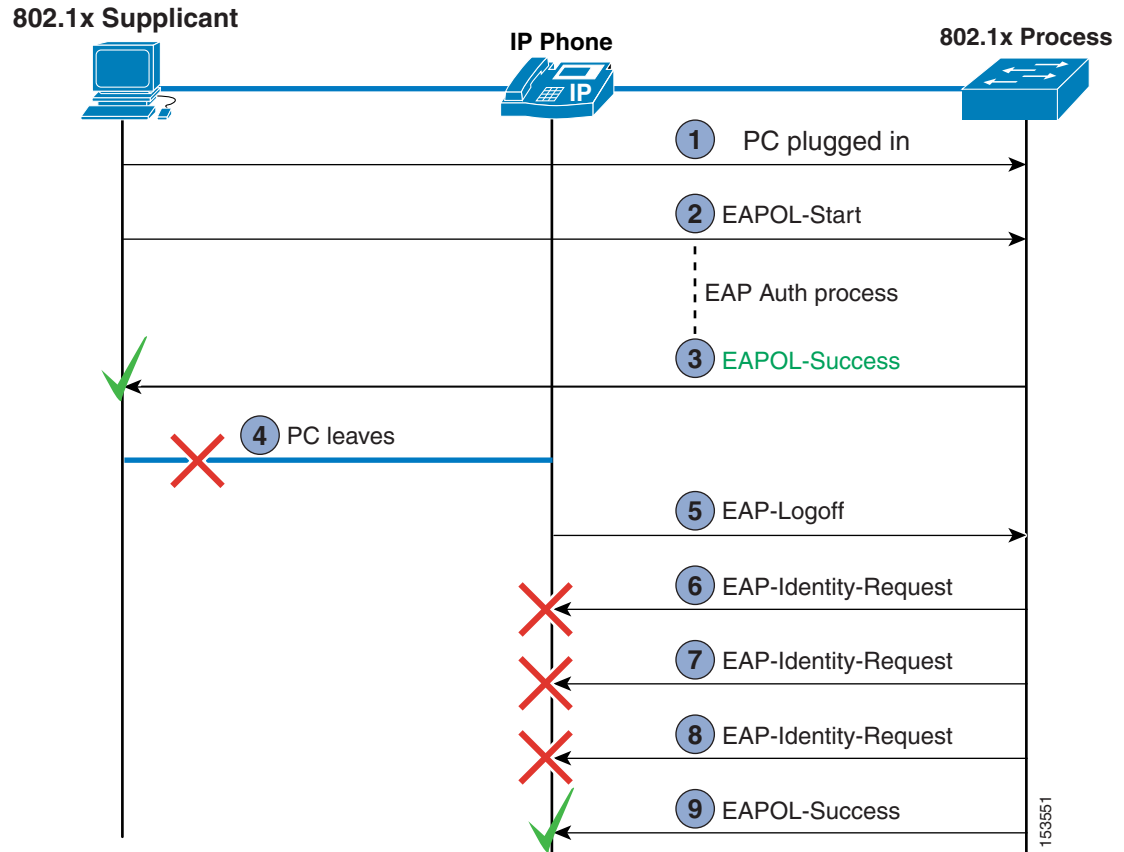 802.1x Supplicant
IP Phone
802.1x Process
IP
1 PC plugged in
2 EAPOL-Start
EAP Auth process
3 EAPOL-Success
4 PC leaves
5 EAP-Logoff
6 EAP-Identity-Request
7 EAP-Identity-Request
8 EAP-Identity-Request
9 EAPOL-Success
153551